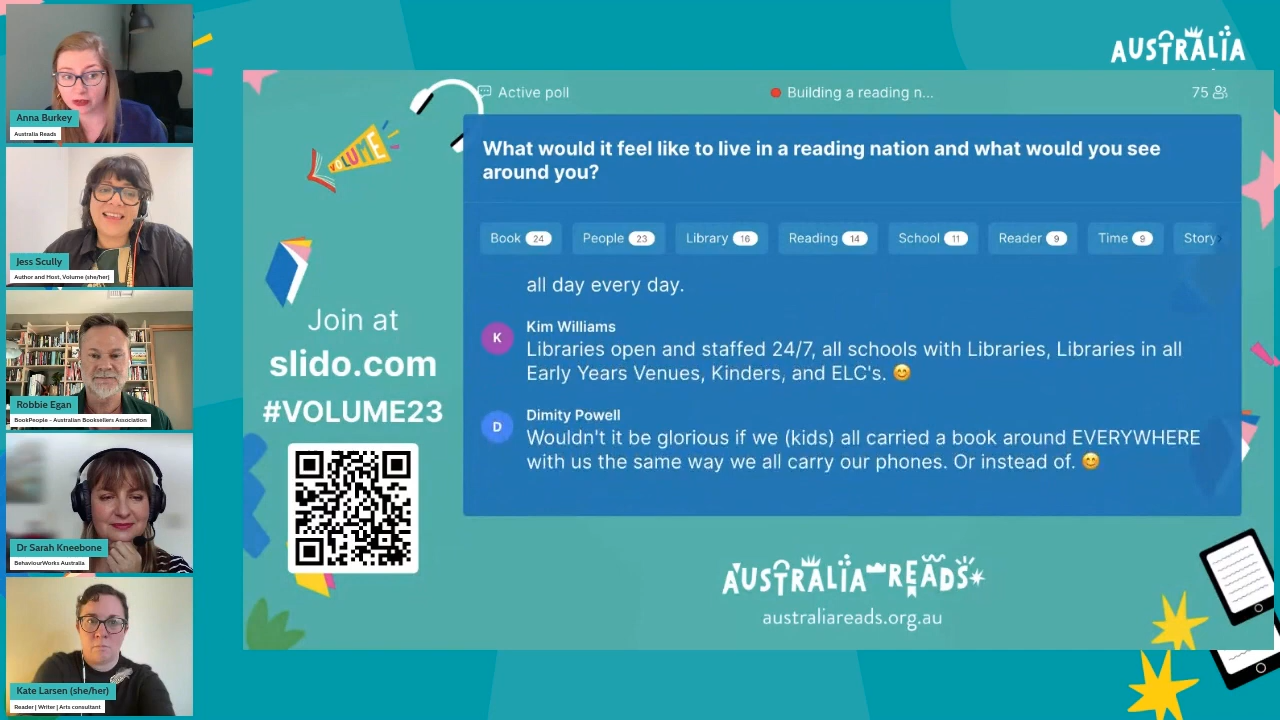 Anna Burkey
Australia Reads
Jess Scully
Author and Host, Volume (she/her)
Robbie Egan
BookPeople - Australian Booksellers Association
Dr Sarah Kneebone
BehaviourWorks Australia
Kate Larsen (she/her)
Reader | Writer | Arts consultant
AUSTRALIA
Active poll
Building a reading n...
75
VOLUME
What would it feel like to live in a reading nation and what would you see
around you?
Book 24
People 23
Library 16
Reading 14
School 11
Reader 9
Time 9
Story
all day every day.
K
Kim Williams
Libraries open and staffed 24/7, all schools with Libraries, Libraries in all
Early Years Venues, Kinders, and ELC's. 😊
D
Dimity Powell
Wouldn't it be glorious if we (kids) all carried a book around EVERYWHERE
with us the same way we all carry our phones. Or instead of. 😊
Join at
slido.com
#VOLUME23
AUSTRALIA READS
australiareads.org.au